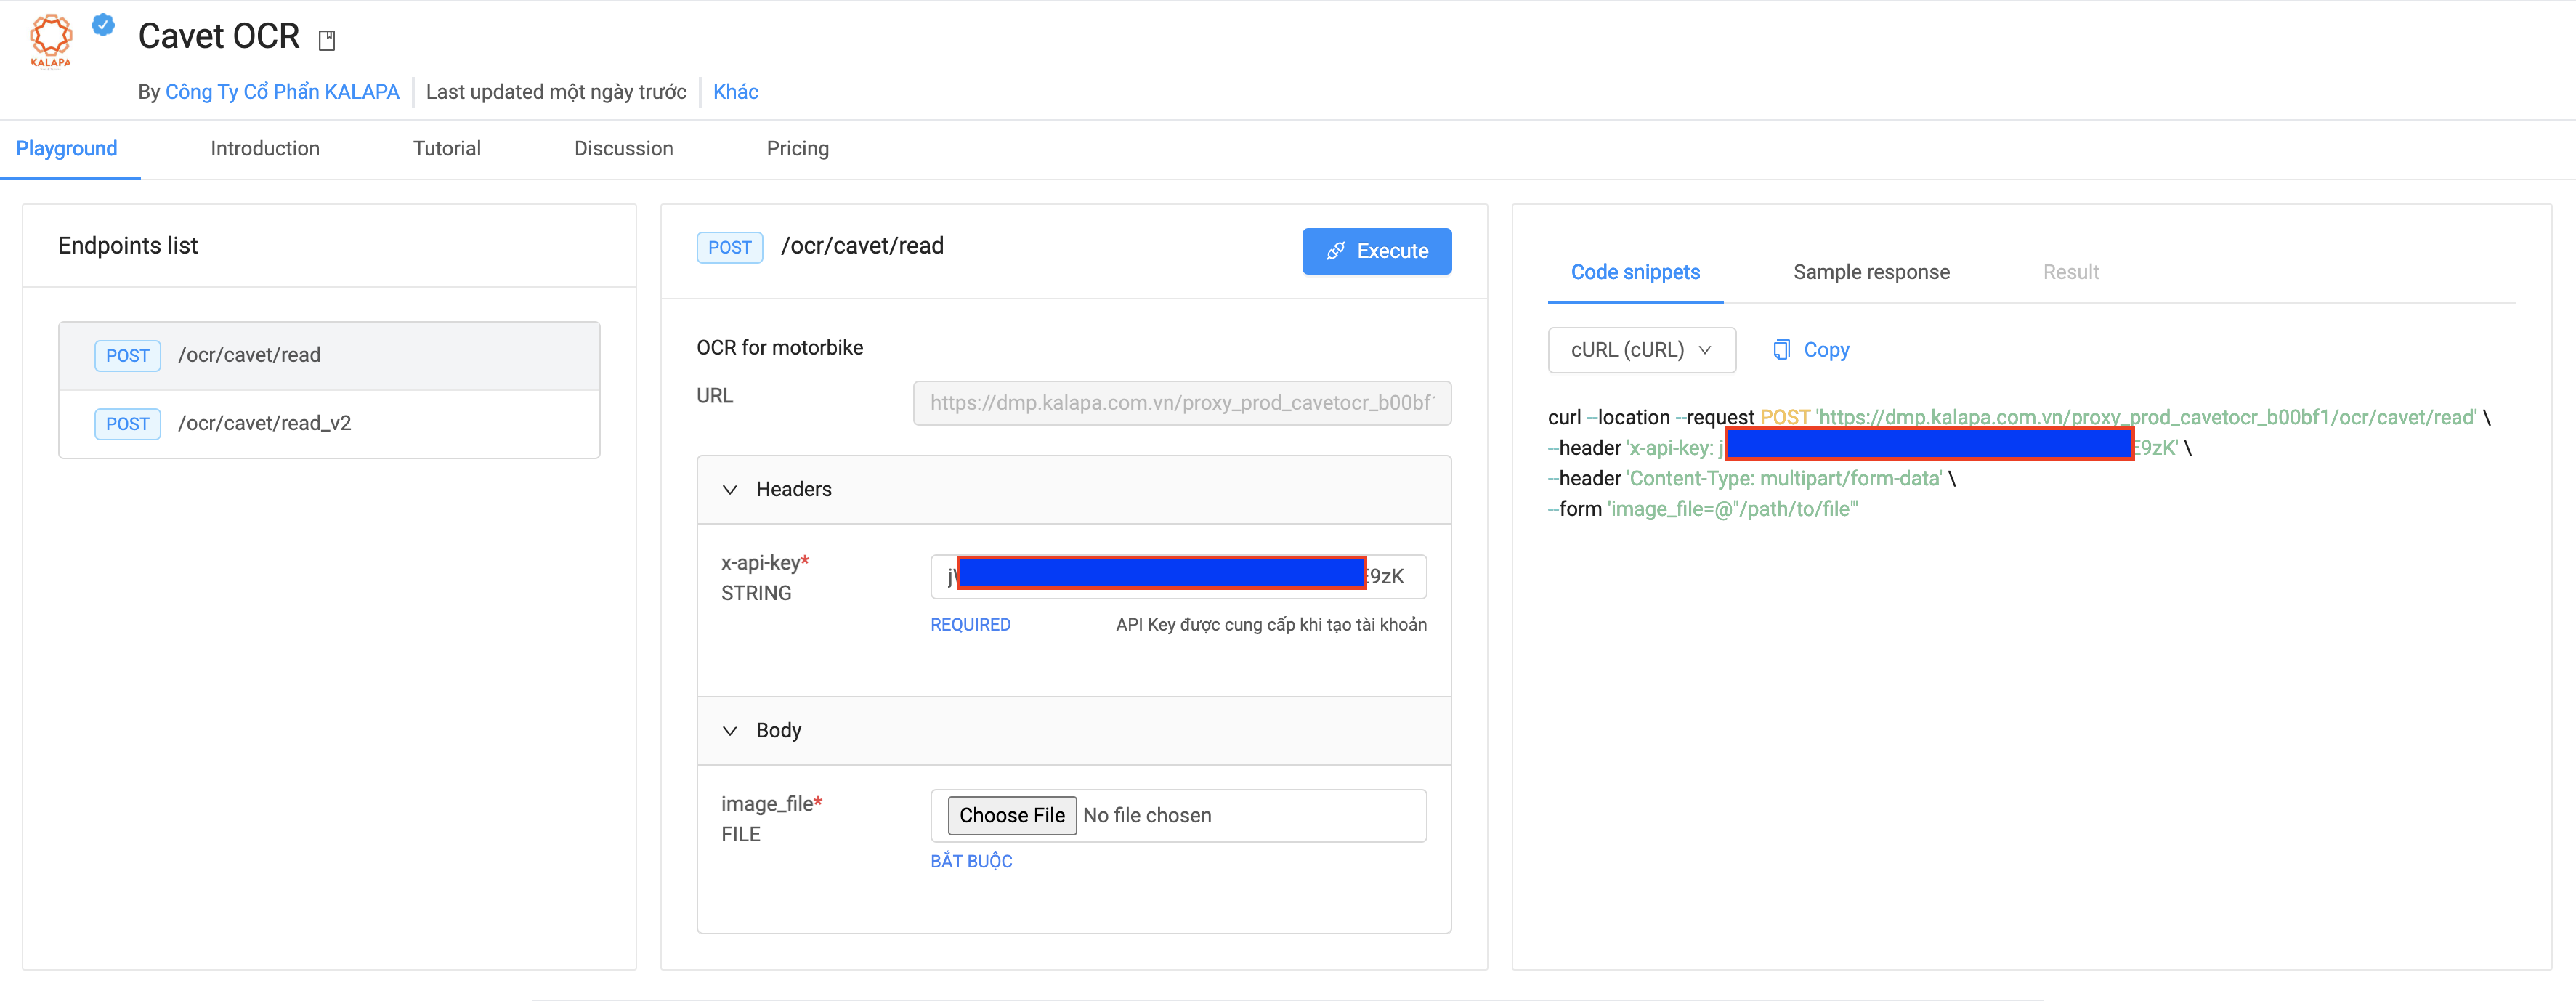 KALAPA
Cavet OCR
By Công Ty Cổ Phẩn KALAPA
Last updated một ngày trước
Khác
Playground
Introduction
Tutorial
Discussion
Pricing
Endpoints list
POST /ocr/cavet/read
POST /ocr/cavet/read_v2
POST /ocr/cavet/read
Execute
OCR for motorbike
URL
https://dmp.kalapa.com.vn/proxy_prod_cavetocr_b00bf
Headers
x-api-key*
STRING
E9zK
REQUIRED
API Key được cung cấp khi tạo tài khoản
Body
image_file*
FILE
Choose File No file chosen
BẮT BUỘC
Code snippets
Sample response
Result
cURL (cURL)
Copy
curl --location --request POST 'https://dmp.kalapa.com.vn/proxy_prod_cavetocr_b00bf1/ocr/cavet/read' \
--header 'x-api-key: j E9zK' \
--header 'Content-Type: multipart/form-data' \
--form 'image_file=@"/path/to/file"'